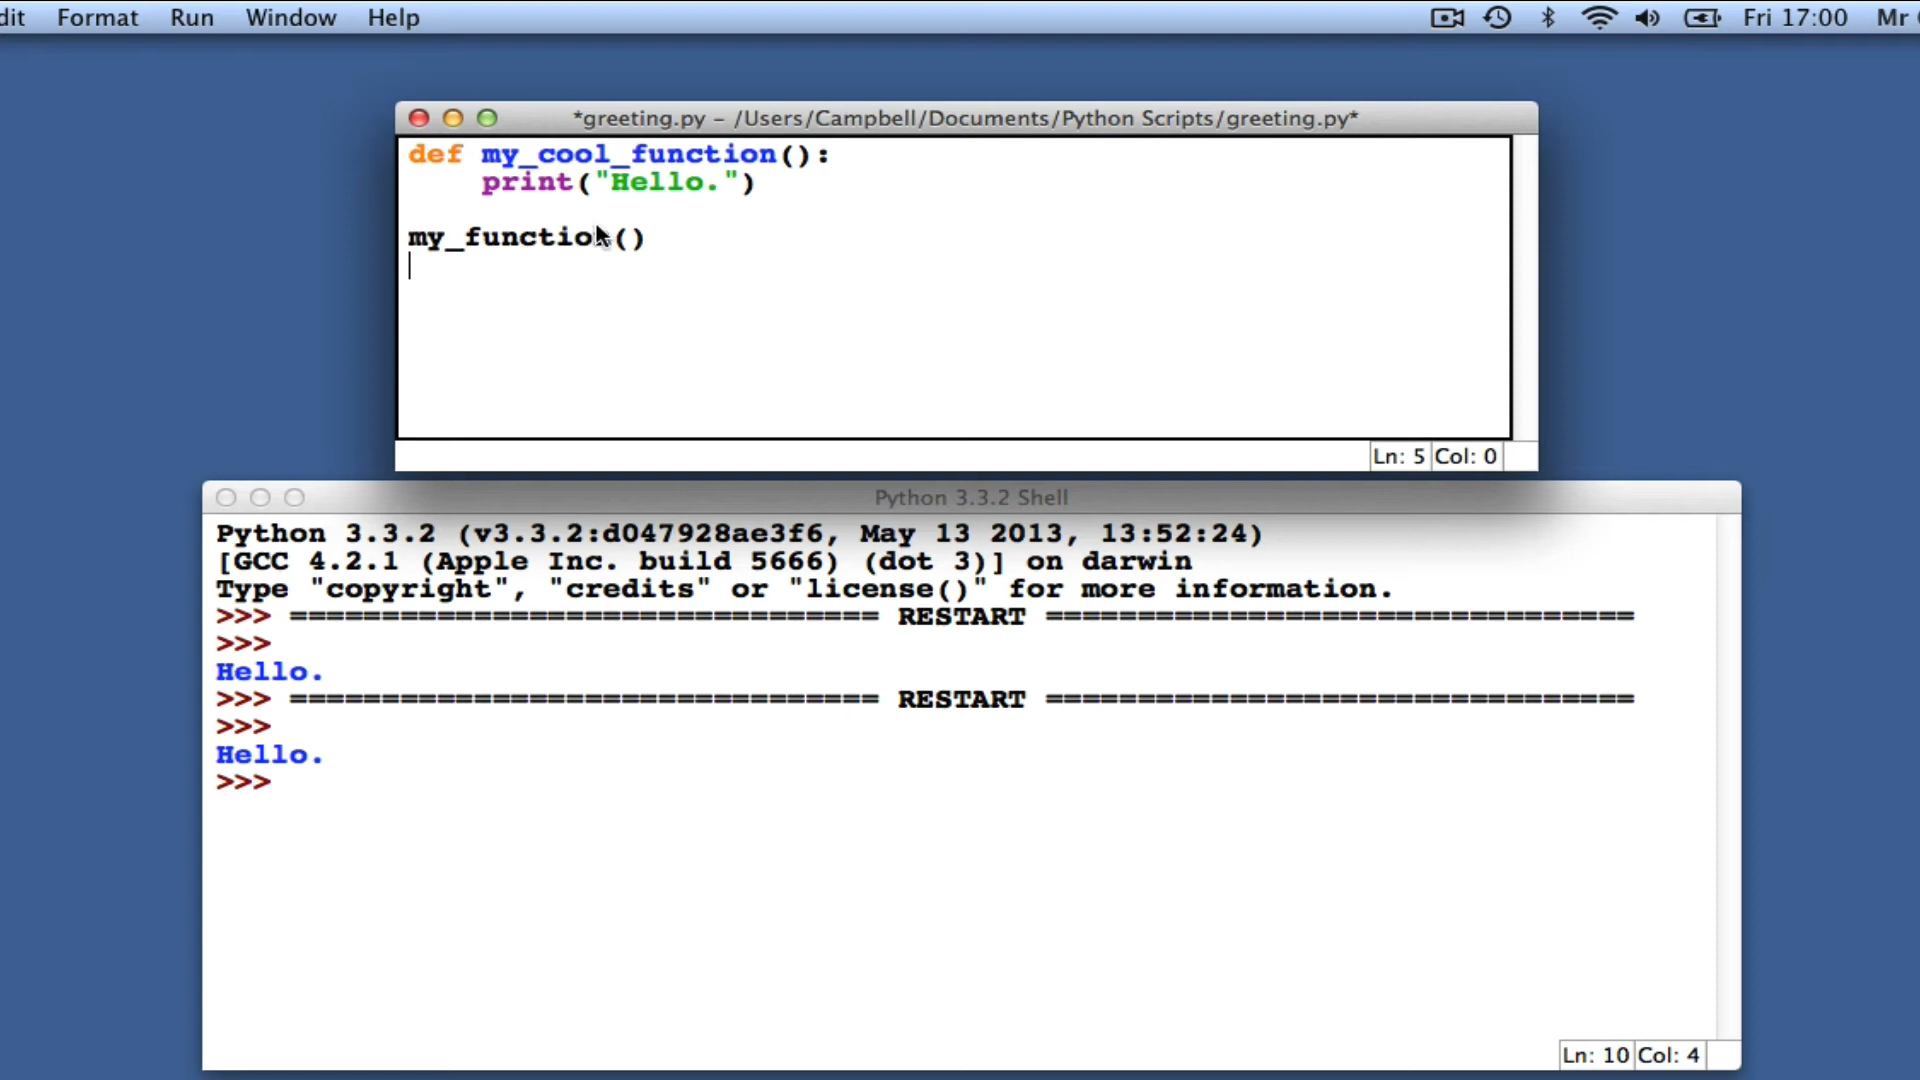 dit Format Run Window Help Fri 17:00 Mr
*greeting.py – /Users/Campbell/Documents/Python Scripts/greeting.py*
def my_cool_function():
print("Hello.")
my_function()
Ln: 5 Col: 0
Python 3.3.2 Shell
Python 3.3.2 (v3.3.2:d047928ae3f6, May 13 2013, 13:52:24)
[GCC 4.2.1 (Apple Inc. build 5666) (dot 3)] on darwin
Type "copyright", "credits" or "license()" for more information.
>>> ================================ RESTART ================================
>>>
Hello.
>>> ================================ RESTART ================================
>>>
Hello.
>>>
Ln: 10 Col: 4